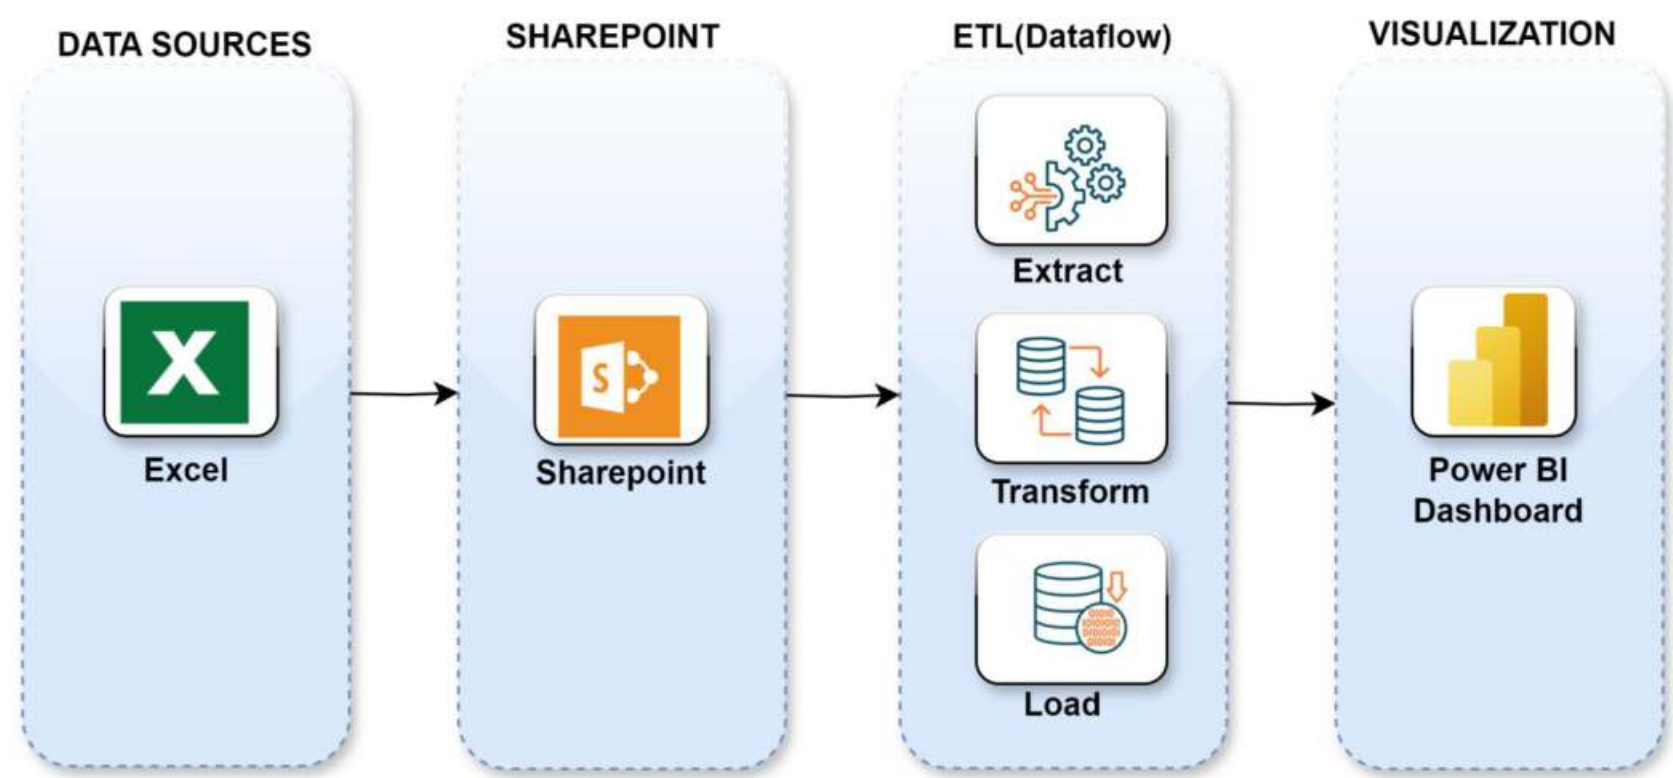 DATA SOURCES
SHAREPOINT
ETL(Dataflow)
VISUALIZATION
X
Excel
S
Sharepoint
Extract
Transform
Load
Power BI
Dashboard